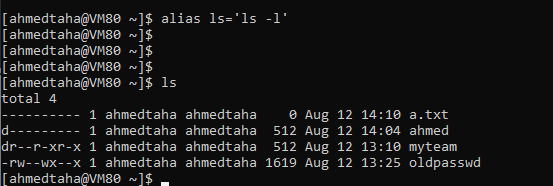 [ahmedtaha@VM80 ~]$ alias ls='ls -l'
[ahmedtaha@VM80 ~]$
[ahmedtaha@VM80 ~]$
[ahmedtaha@VM80 ~]$
[ahmedtaha@VM80 ~]$ ls
total 4
---------- 1 ahmedtaha ahmedtaha    0 Aug 12 14:10 a.txt
d--------- 1 ahmedtaha ahmedtaha  512 Aug 12 14:04 ahmed
dr--r-xr-x 1 ahmedtaha ahmedtaha  512 Aug 12 13:10 myteam
-rw--wx--x 1 ahmedtaha ahmedtaha 1619 Aug 12 13:25 oldpasswd
[ahmedtaha@VM80 ~]$